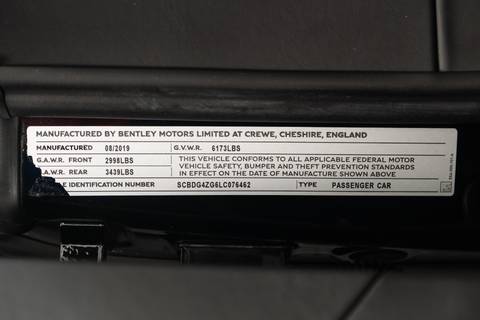 MANUFACTURED BY BENTLEY MOTORS LIMITED AT CREWE, CHESHIRE, ENGLAND
MANUFACTURED 08/2019 G.V.W.R. 6173LBS
G.A.W.R. FRONT 2998LBS THIS VEHICLE CONFORMS TO ALL APPLICABLE FEDERAL MOTOR
VEHICLE SAFETY, BUMPER AND THEFT PREVENTION STANDARDS
A.W.R. REAR 3439LBS IN EFFECT ON THE DATE OF MANUFACTURE SHOWN ABOVE
LE IDENTIFICATION NUMBER SCBDG4ZG6LC076462 TYPE PASSENGER CAR